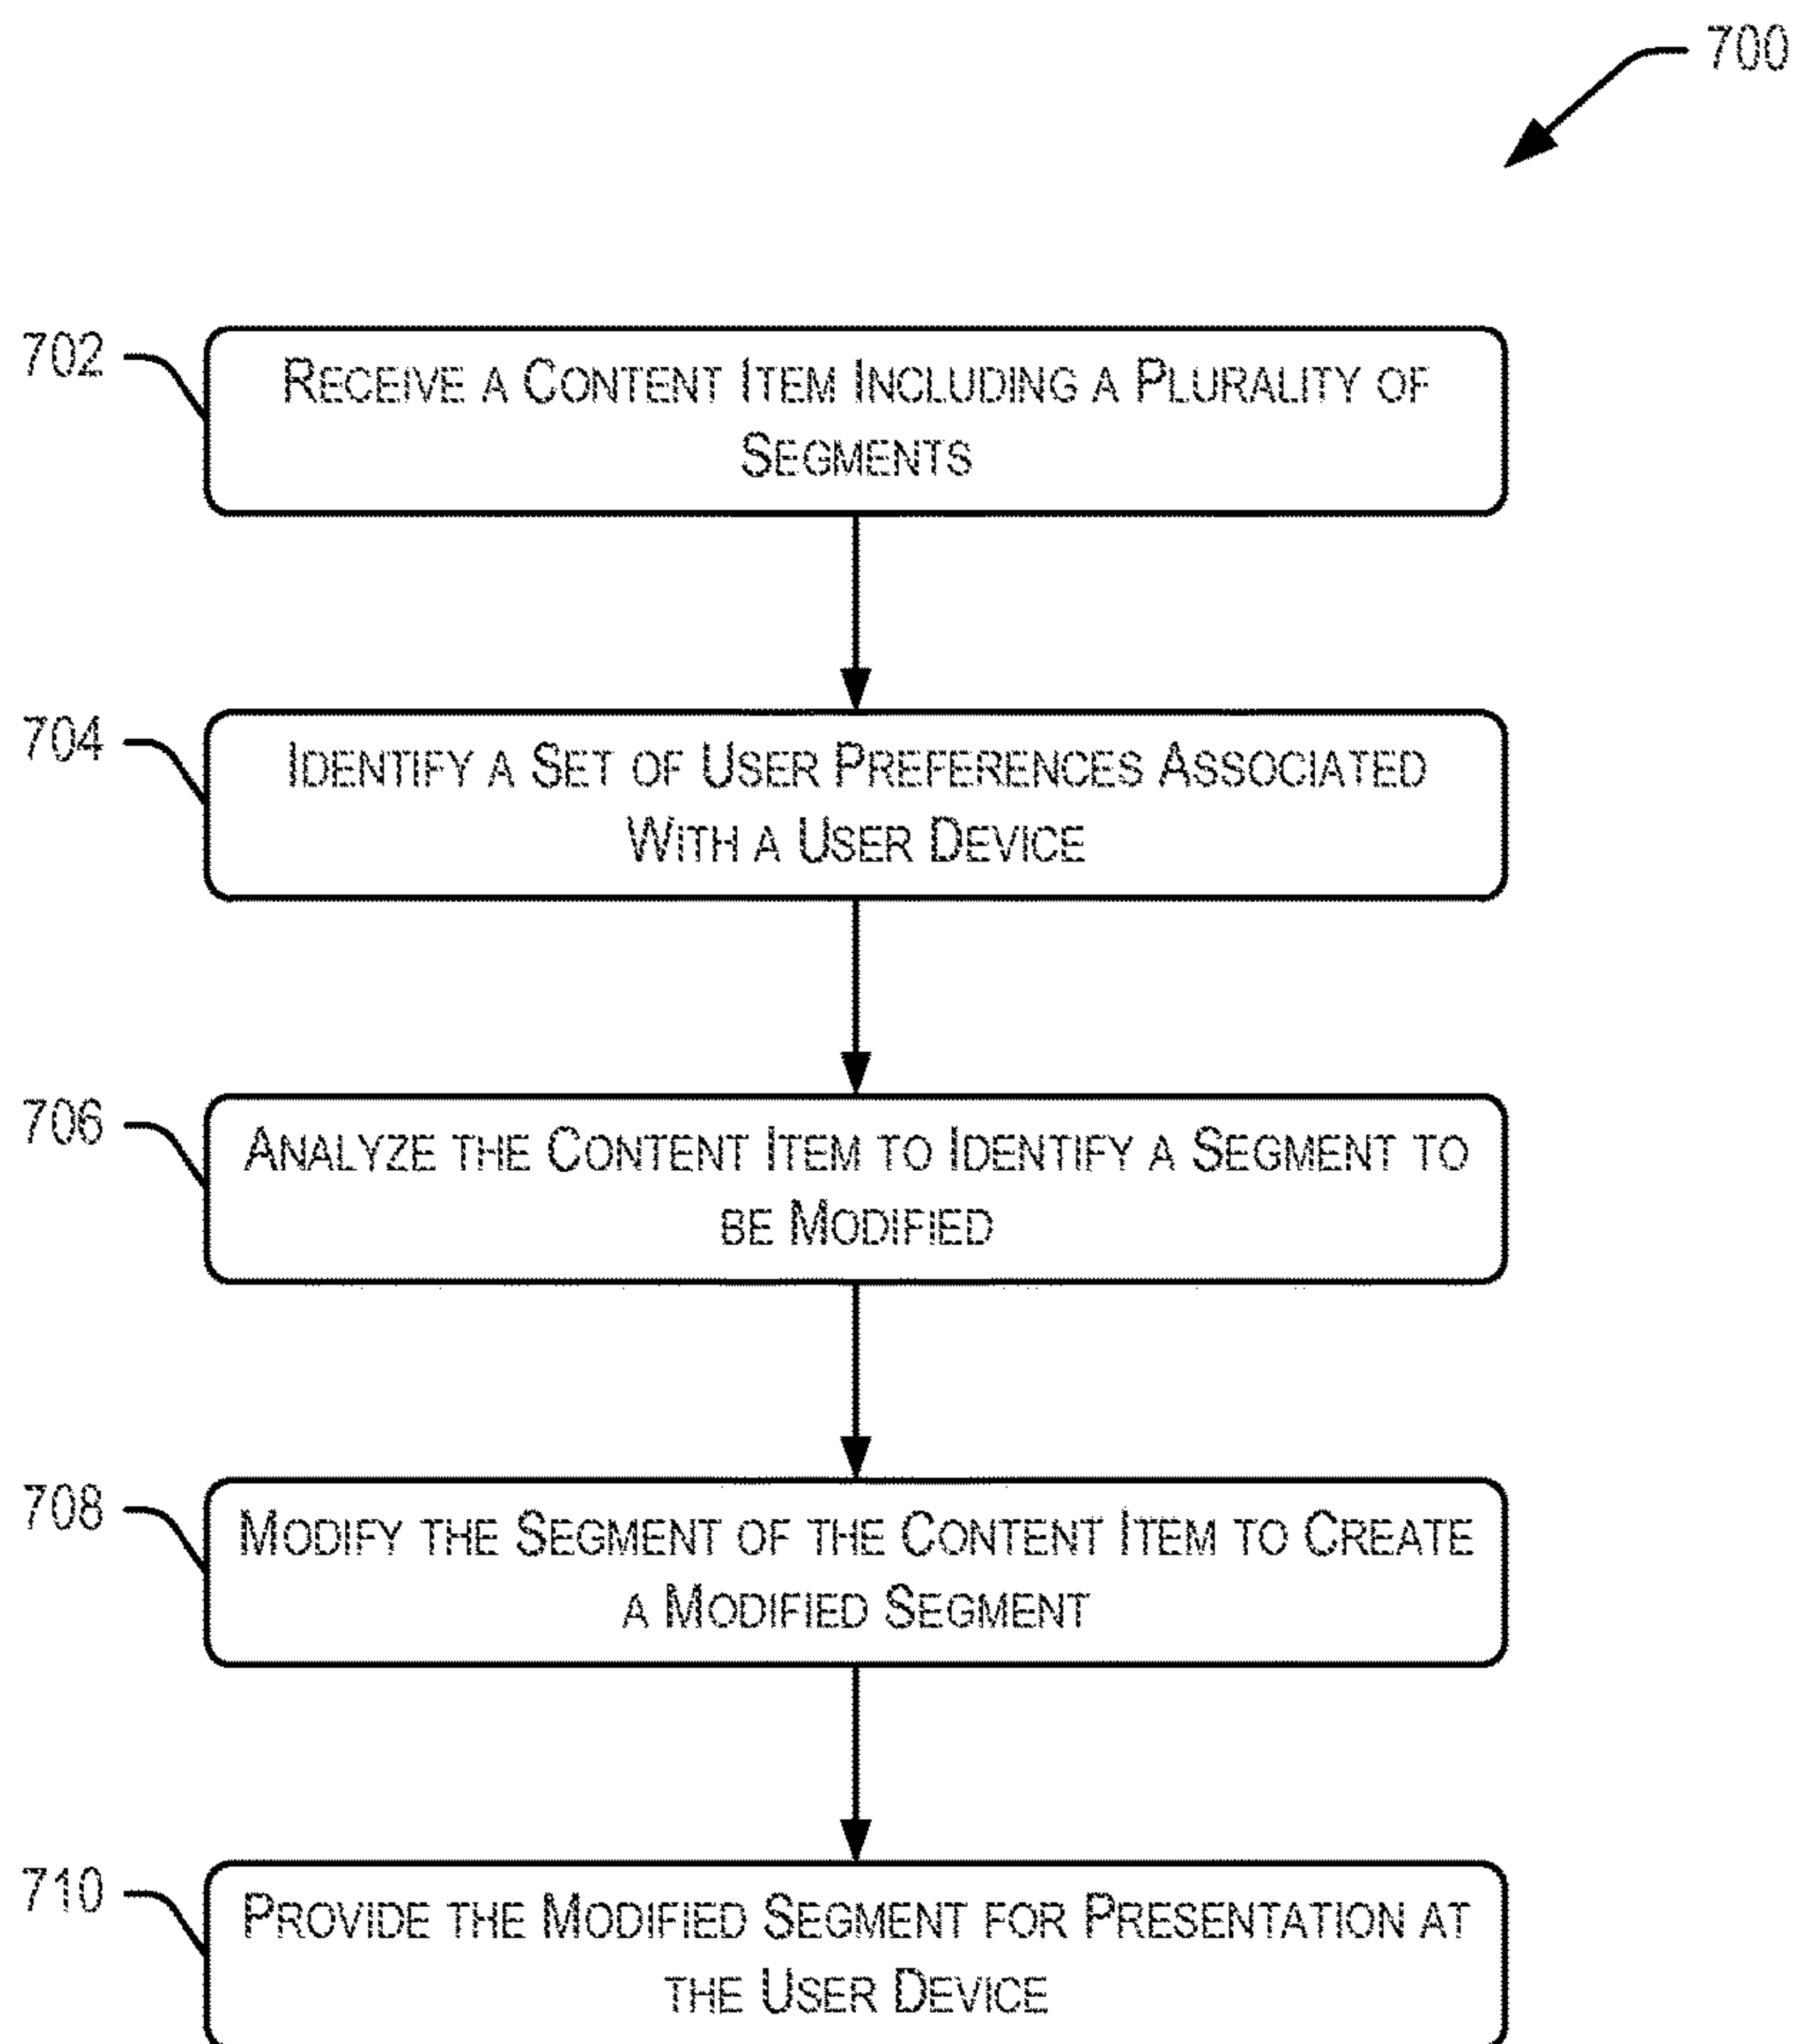 700
702
RECEIVE A CONTENT ITEM INCLUDING A PLURALITY OF
SEGMENTS
704
IDENTIFY A SET OF USER PREFERENCES ASSOCIATED
WITH A USER DEVICE
706
ANALYZE THE CONTENT ITEM TO IDENTIFY A SEGMENT TO
BE MODIFIED
708
MODIFY THE SEGMENT OF THE CONTENT ITEM TO CREATE
A MODIFIED SEGMENT
710
PROVIDE THE MODIFIED SEGMENT FOR PRESENTATION AT
THE USER DEVICE